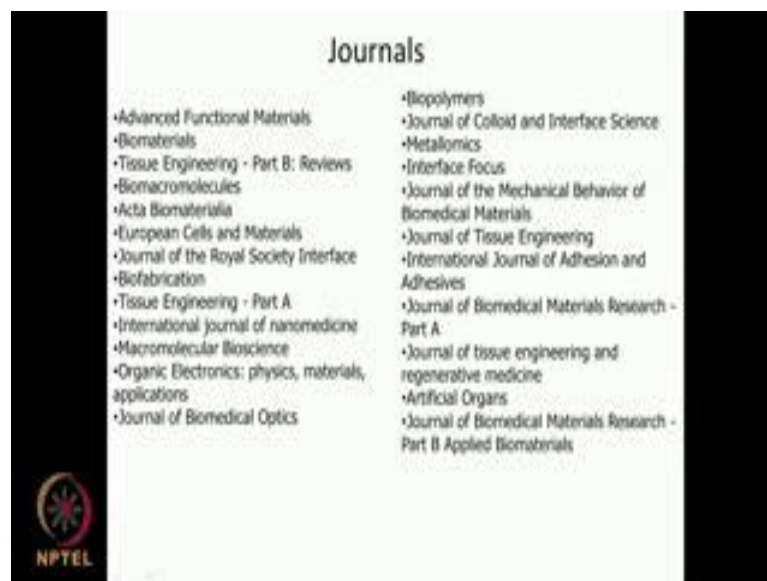 Journals
•Advanced Functional Materials
•Biomaterials
•Tissue Engineering - Part B: Reviews
•Biomacromolecules
•Acta Biomaterialia
•European Cells and Materials
•Journal of the Royal Society Interface
•Biofabrication
•Tissue Engineering - Part A
•International journal of nanomedicine
•Macromolecular Bioscience
•Organic Electronics: physics, materials,
applications
•Journal of Biomedical Optics
•Biopolymers
•Journal of Colloid and Interface Science
•Metallomics
•Interface Focus
•Journal of the Mechanical Behavior of
Biomedical Materials
•Journal of Tissue Engineering
•International Journal of Adhesion and
Adhesives
•Journal of Biomedical Materials Research -
Part A
•Journal of tissue engineering and
regenerative medicine
•Artificial Organs
•Journal of Biomedical Materials Research -
Part B Applied Biomaterials
NPTEL